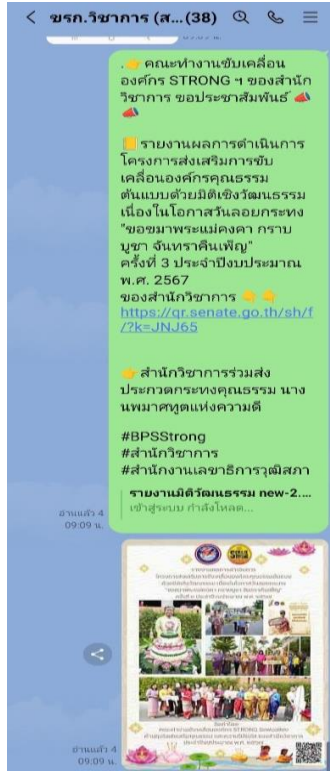 ขรก.วิชาการ (ส...(38)
.👉 คณะทำงานขับเคลื่อน
องค์กร STRONG ฯ ของสำนัก
วิชาการ ขอประชาสัมพันธ์ 📣
📣
📒 รายงานผลการดำเนินการ
โครงการส่งเสริมการขับ
เคลื่อนองค์กรคุณธรรม
ต้นแบบด้วยมิติเชิงวัฒนธรรม
เนื่องในโอกาสวันลอยกระทง
"ขอขมาพระแม่คงคา กราบ
บูชา จันทราคืนเพ็ญ"
ครั้งที่ 3 ประจำปีงบประมาณ
พ.ศ. 2567
ของสำนักวิชาการ 👇 👇
https://qr.senate.go.th/sh/f
/?k=JNJ65
👉 สำนักวิชาการร่วมส่ง
ประกวดกระทงคุณธรรม นาง
นพมาศทูตแห่งความดี
#BPSStrong
#สำนักวิชาการ
#สำนักงานเลขาธิการวุฒิสภา
รายงานมิติวัฒนธรรม new-2....
เข้าสู่ระบบ กำลังโหลด...
อ่านแล้ว 4
09:09 น.
อ่านแล้ว 4
09:09 น.